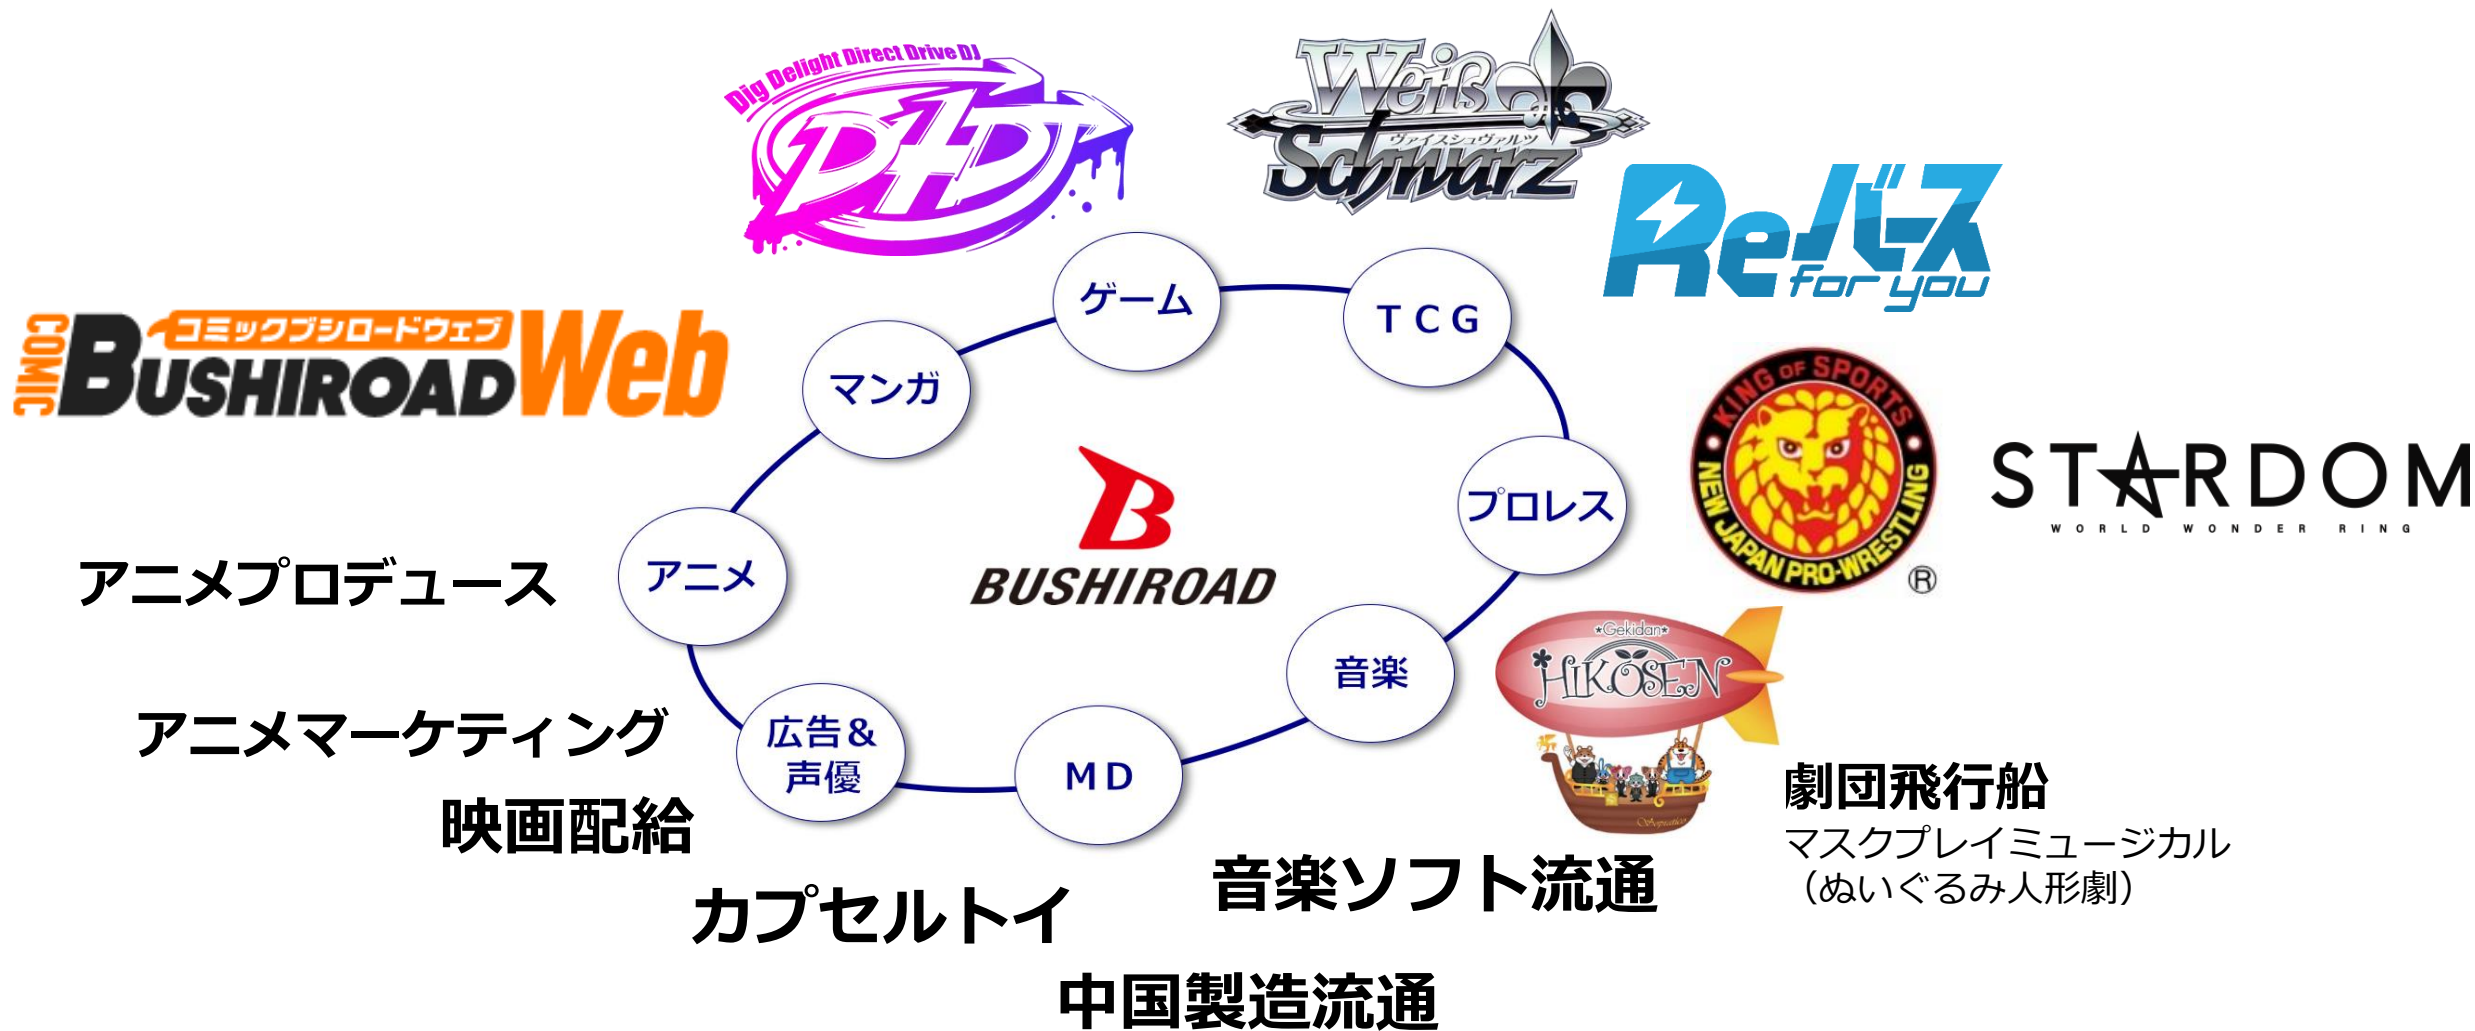 Dig Delight Direct Drive DJ
D4DJ
Weiß
ヴァイスシュヴァルツ
Schwarz
Reバース
for you
ゲーム
TCG
COMIC
コミックブシロードウェブ
BUSHIROAD Web
マンガ
KING OF SPORTS
NEW JAPAN PRO-WRESTLING
®
STARDOM
WORLD WONDER RING
プロレス
BUSHIROAD
アニメ
アニメプロデュース
★Gekidan★
HIKŌSEN
音楽
アニメマーケティング
広告&
声優
MD
劇団飛行船
マスクプレイミュージカル
（ぬいぐるみ人形劇）
映画配給
カプセルトイ
音楽ソフト流通
中国製造流通